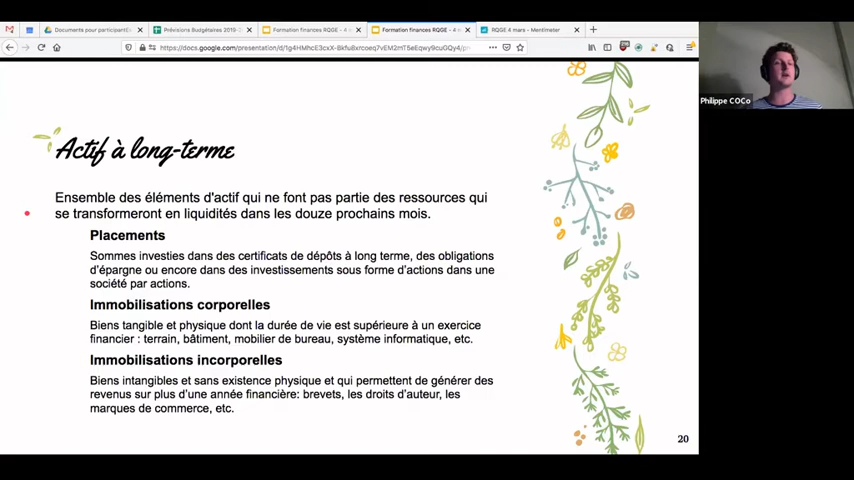 Documents pour participantE
Prévisions Budgétaires 2019-2
Formation finances RQGE - 4 m
Formation finances RQGE - 4 m
RQGE 4 mars - Mentimeter
Philippe COCo
Actif à long-terme
Ensemble des éléments d'actif qui ne font pas partie des ressources qui
se transformeront en liquidités dans les douze prochains mois.
Placements
Sommes investies dans des certificats de dépôts à long terme, des obligations
d'épargne ou encore dans des investissements sous forme d'actions dans une
société par actions.
Immobilisations corporelles
Biens tangible et physique dont la durée de vie est supérieure à un exercice
financier : terrain, bâtiment, mobilier de bureau, système informatique, etc.
Immobilisations incorporelles
Biens intangibles et sans existence physique et qui permettent de générer des
revenus sur plus d'une année financière: brevets, les droits d'auteur, les
marques de commerce, etc.
20